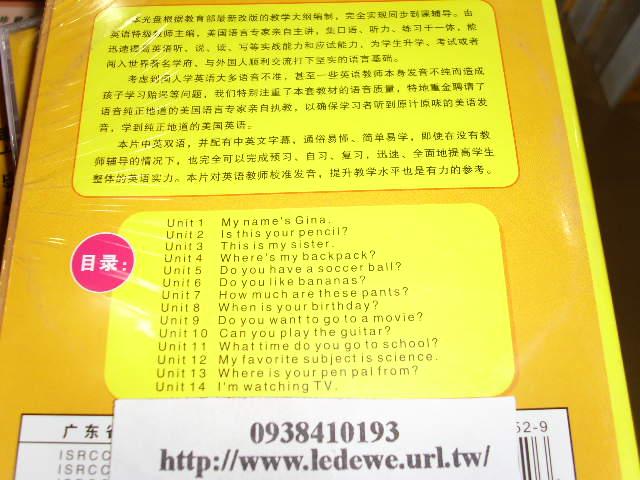 本光盘根据教育部最新改版的教学大纲编制，完全实现同步到课辅导。由
英语特级教师主编，美国语言专家亲自主讲，集口语、听力、练习于一体，能
迅速提高英语听、说、读、写等实战能力和应试能力，为学生升学、考试或者
闯入世界著名学府、与外国人顺利交流打下坚实的语言基础。
考虑到国人学英语大多语音不准，甚至一些英语教师本身发音不纯而造成
孩子学习贻误等问题，我们特别注重了本套教材的语音质量，特地重金聘请了
语音纯正地道的美国语言专家亲自执教，以确保学习者听到原汁原味的美语发
音，学到纯正地道的美国英语。
本片中英双语，并配有中英文字幕，通俗易懂、简单易学，即使在没有教
师辅导的情况下，也完全可以完成预习、自习、复习，迅速、全面地提高学生
整体的英语实力。本片对英语教师校准发音，提升教学水平也是有力的参考。
目录：
Unit 1 My name's Gina.
Unit 2 Is this your pencil?
Unit 3 This is my sister.
Unit 4 Where's my backpack?
Unit 5 Do you have a soccer ball?
Unit 6 Do you like bananas?
Unit 7 How much are these pants?
Unit 8 When is your birthday?
Unit 9 Do you want to go to a movie?
Unit 10 Can you play the guitar?
Unit 11 What time do you go to school?
Unit 12 My favorite subject is science.
Unit 13 Where is your pen pal from?
Unit 14 I'm watching TV.
广东省
52-9
ISRC C
ISRC C
ISRC C
0938410193
http://www.ledewe.url.tw/